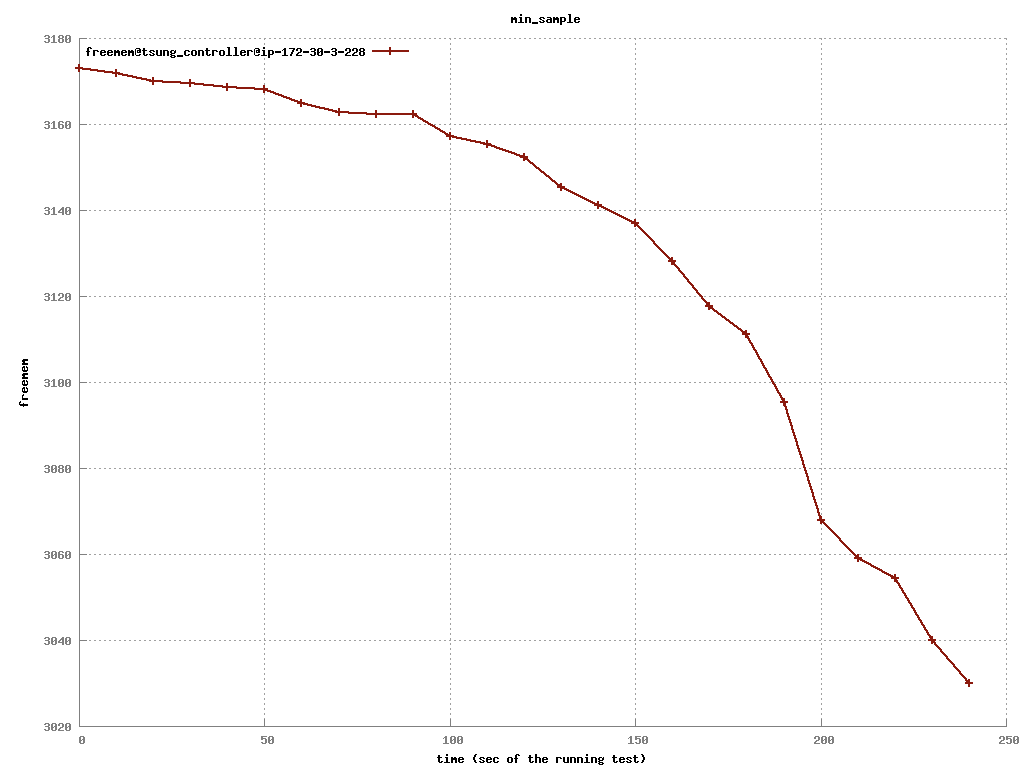 min_sample
freemem@tsung_controller@ip-172-30-3-228
3180
3160
3140
3120
3100
3080
3060
3040
3020
freemem
0 50 100 150 200 250
time (sec of the running test)